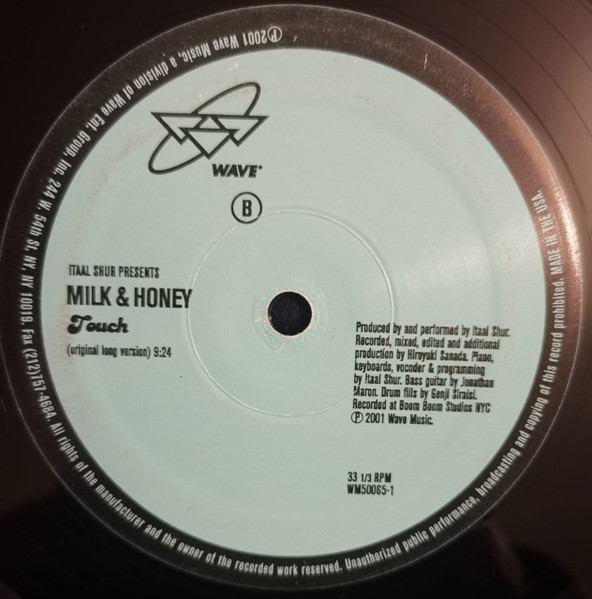 WAVE
B
ITAAL SHUR PRESENTS
MILK & HONEY
Touch
(original long version) 9:24
Produced by and performed by Itaal Shur.
Recorded, mixed, edited and additional
production by Hiroyuki Sanada. Piano,
keyboards, vocoder & programming
by Itaal Shur. Bass guitar by Jonathan
Maron. Drum fills by Genji Siraisi.
Recorded at Boom Boom Studios NYC
Ⓟ 2001 Wave Music.
33 1/3 RPM
WM50065-1
Ⓟ 2001 Wave Music, a division of Wave Ent. Group, Inc. 244 W. 54th St, NY, NY 10019. Fax (212)757-4684. All rights of the manufacturer and the owner of the recorded work reserved. Unauthorized public performance, broadcasting and copying of this record prohibited. MADE IN THE USA.